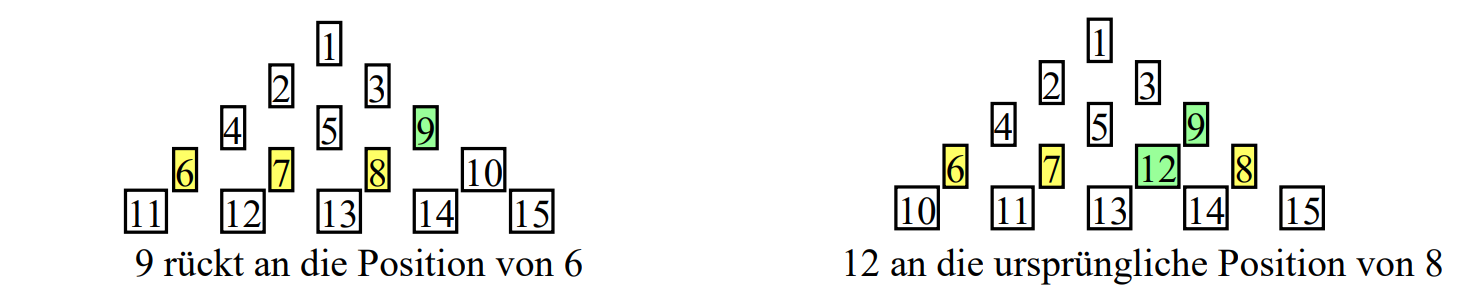 1
2 3
4 5 9
6 7 8 10
11 12 13 14 15
9 rückt an die Position von 6
1
2 3
4 5 9
6 7 12 8
10 11 13 14 15
12 an die ursprüngliche Position von 8